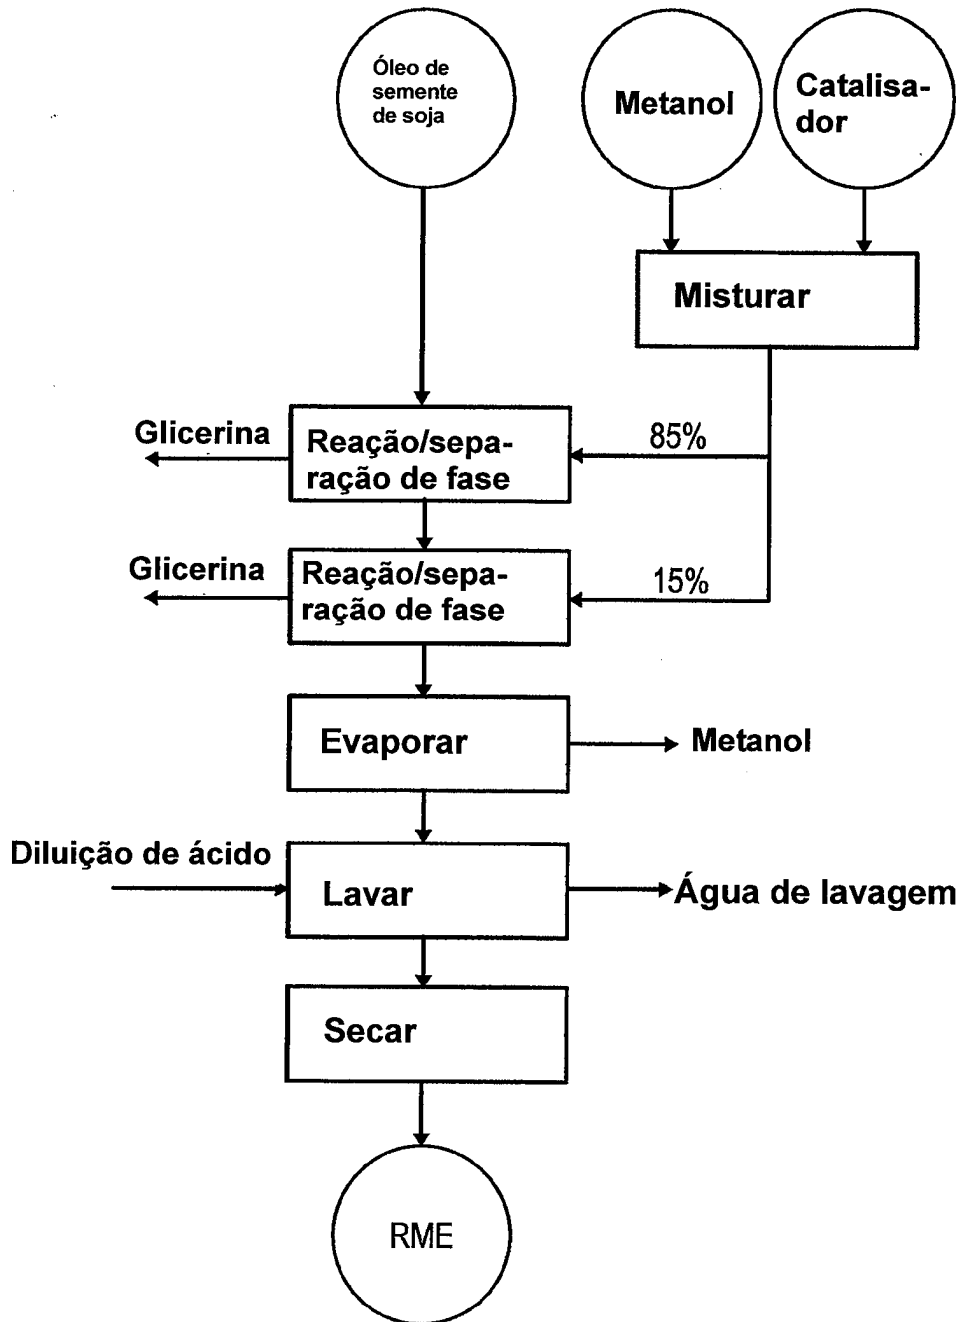 Óleo de
semente
de soja
Metanol
Catalisa-
dor
Misturar
Glicerina
Reação/sepa-
ração de fase
85%
Glicerina
Reação/sepa-
ração de fase
15%
Evaporar
Metanol
Diluição de ácido
Lavar
Água de lavagem
Secar
RME